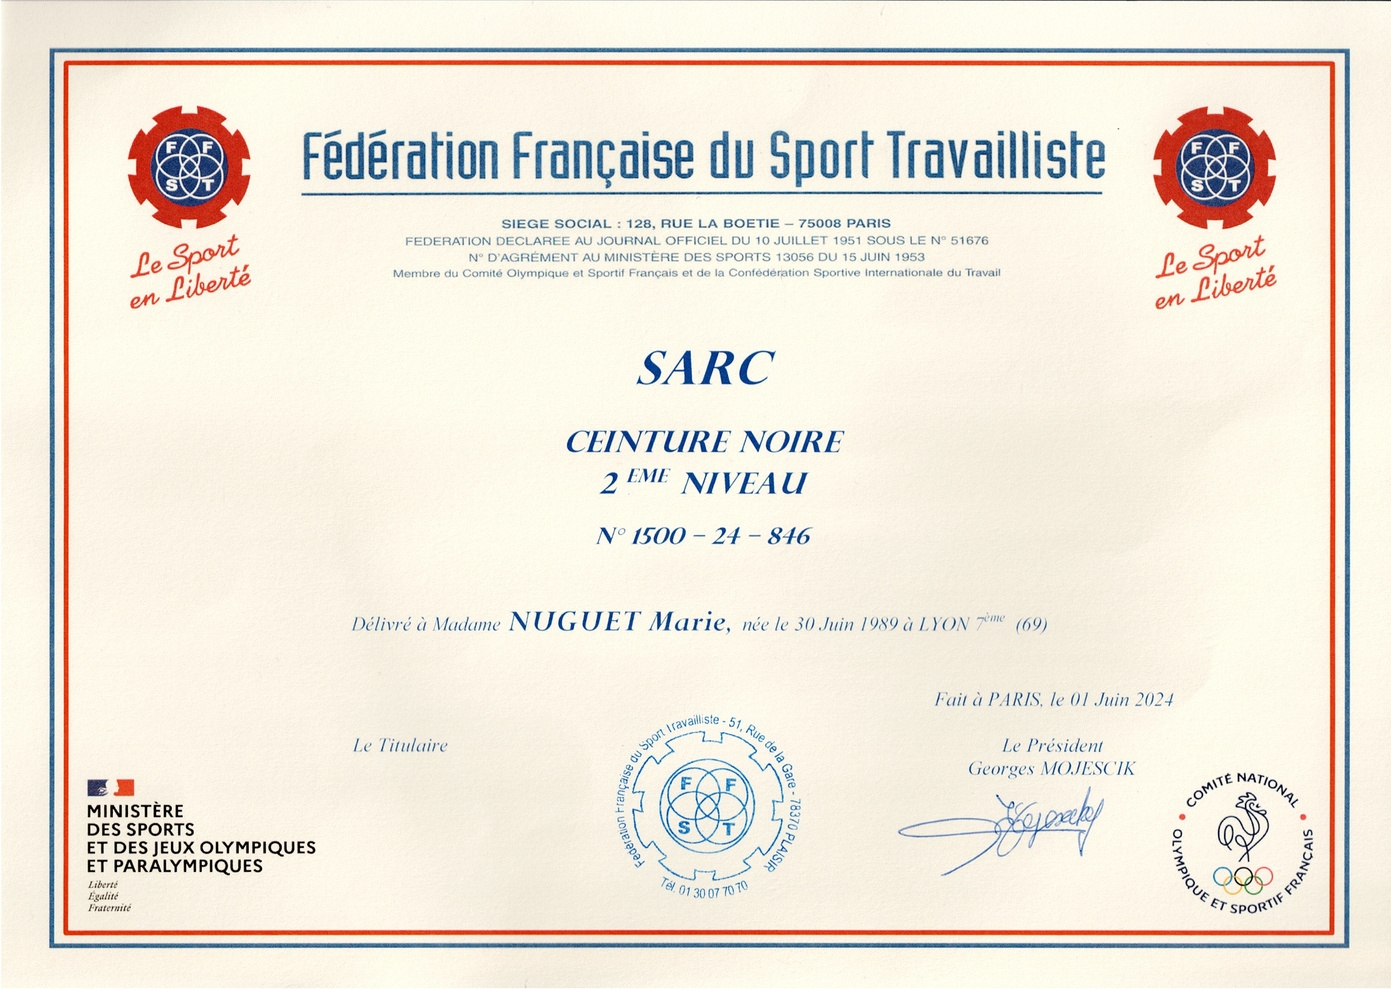 Fédération Française du Sport Travailliste
F F
S T
Le Sport
en Liberté
F F
S T
Le Sport
en Liberté
SIEGE SOCIAL : 128, RUE LA BOETIE – 75008 PARIS
FEDERATION DECLAREE AU JOURNAL OFFICIEL DU 10 JUILLET 1951 SOUS LE N° 51676
N° D'AGRÉMENT AU MINISTÈRE DES SPORTS 13056 DU 15 JUIN 1953
Membre du Comité Olympique et Sportif Français et de la Confédération Sportive Internationale du Travail
SARC
CEINTURE NOIRE
2 EME NIVEAU
N° 1500 – 24 – 846
Délivré à Madame NUGUET Marie, née le 30 Juin 1989 à LYON 7ème (69)
Fait à PARIS, le 01 Juin 2024
Le Titulaire
Le Président
Georges MOJESCIK
Fédération Française du Sport Travailliste - 51, Rue de la Gare - 78370 PLAISIR
F F
S T
Tél. 01 30 07 70 70
MINISTÈRE
DES SPORTS
ET DES JEUX OLYMPIQUES
ET PARALYMPIQUES
Liberté
Égalité
Fraternité
COMITÉ NATIONAL
OLYMPIQUE ET SPORTIF FRANÇAIS